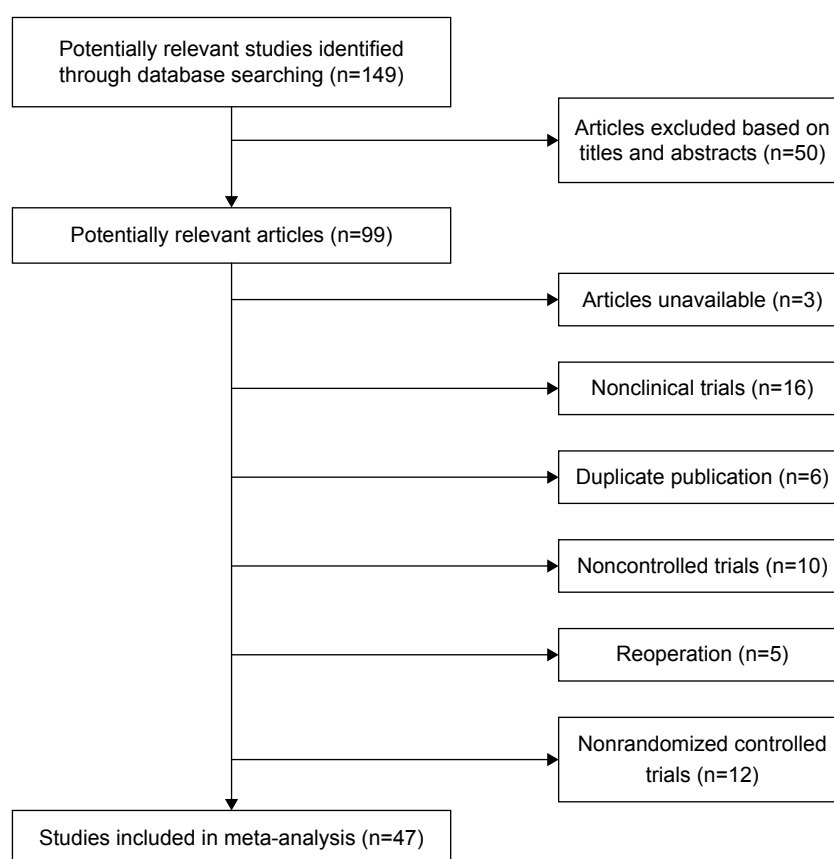 Potentially relevant studies identified
through database searching (n=149)
Articles excluded based on
titles and abstracts (n=50)
Potentially relevant articles (n=99)
Articles unavailable (n=3)
Nonclinical trials (n=16)
Duplicate publication (n=6)
Noncontrolled trials (n=10)
Reoperation (n=5)
Nonrandomized controlled
trials (n=12)
Studies included in meta-analysis (n=47)